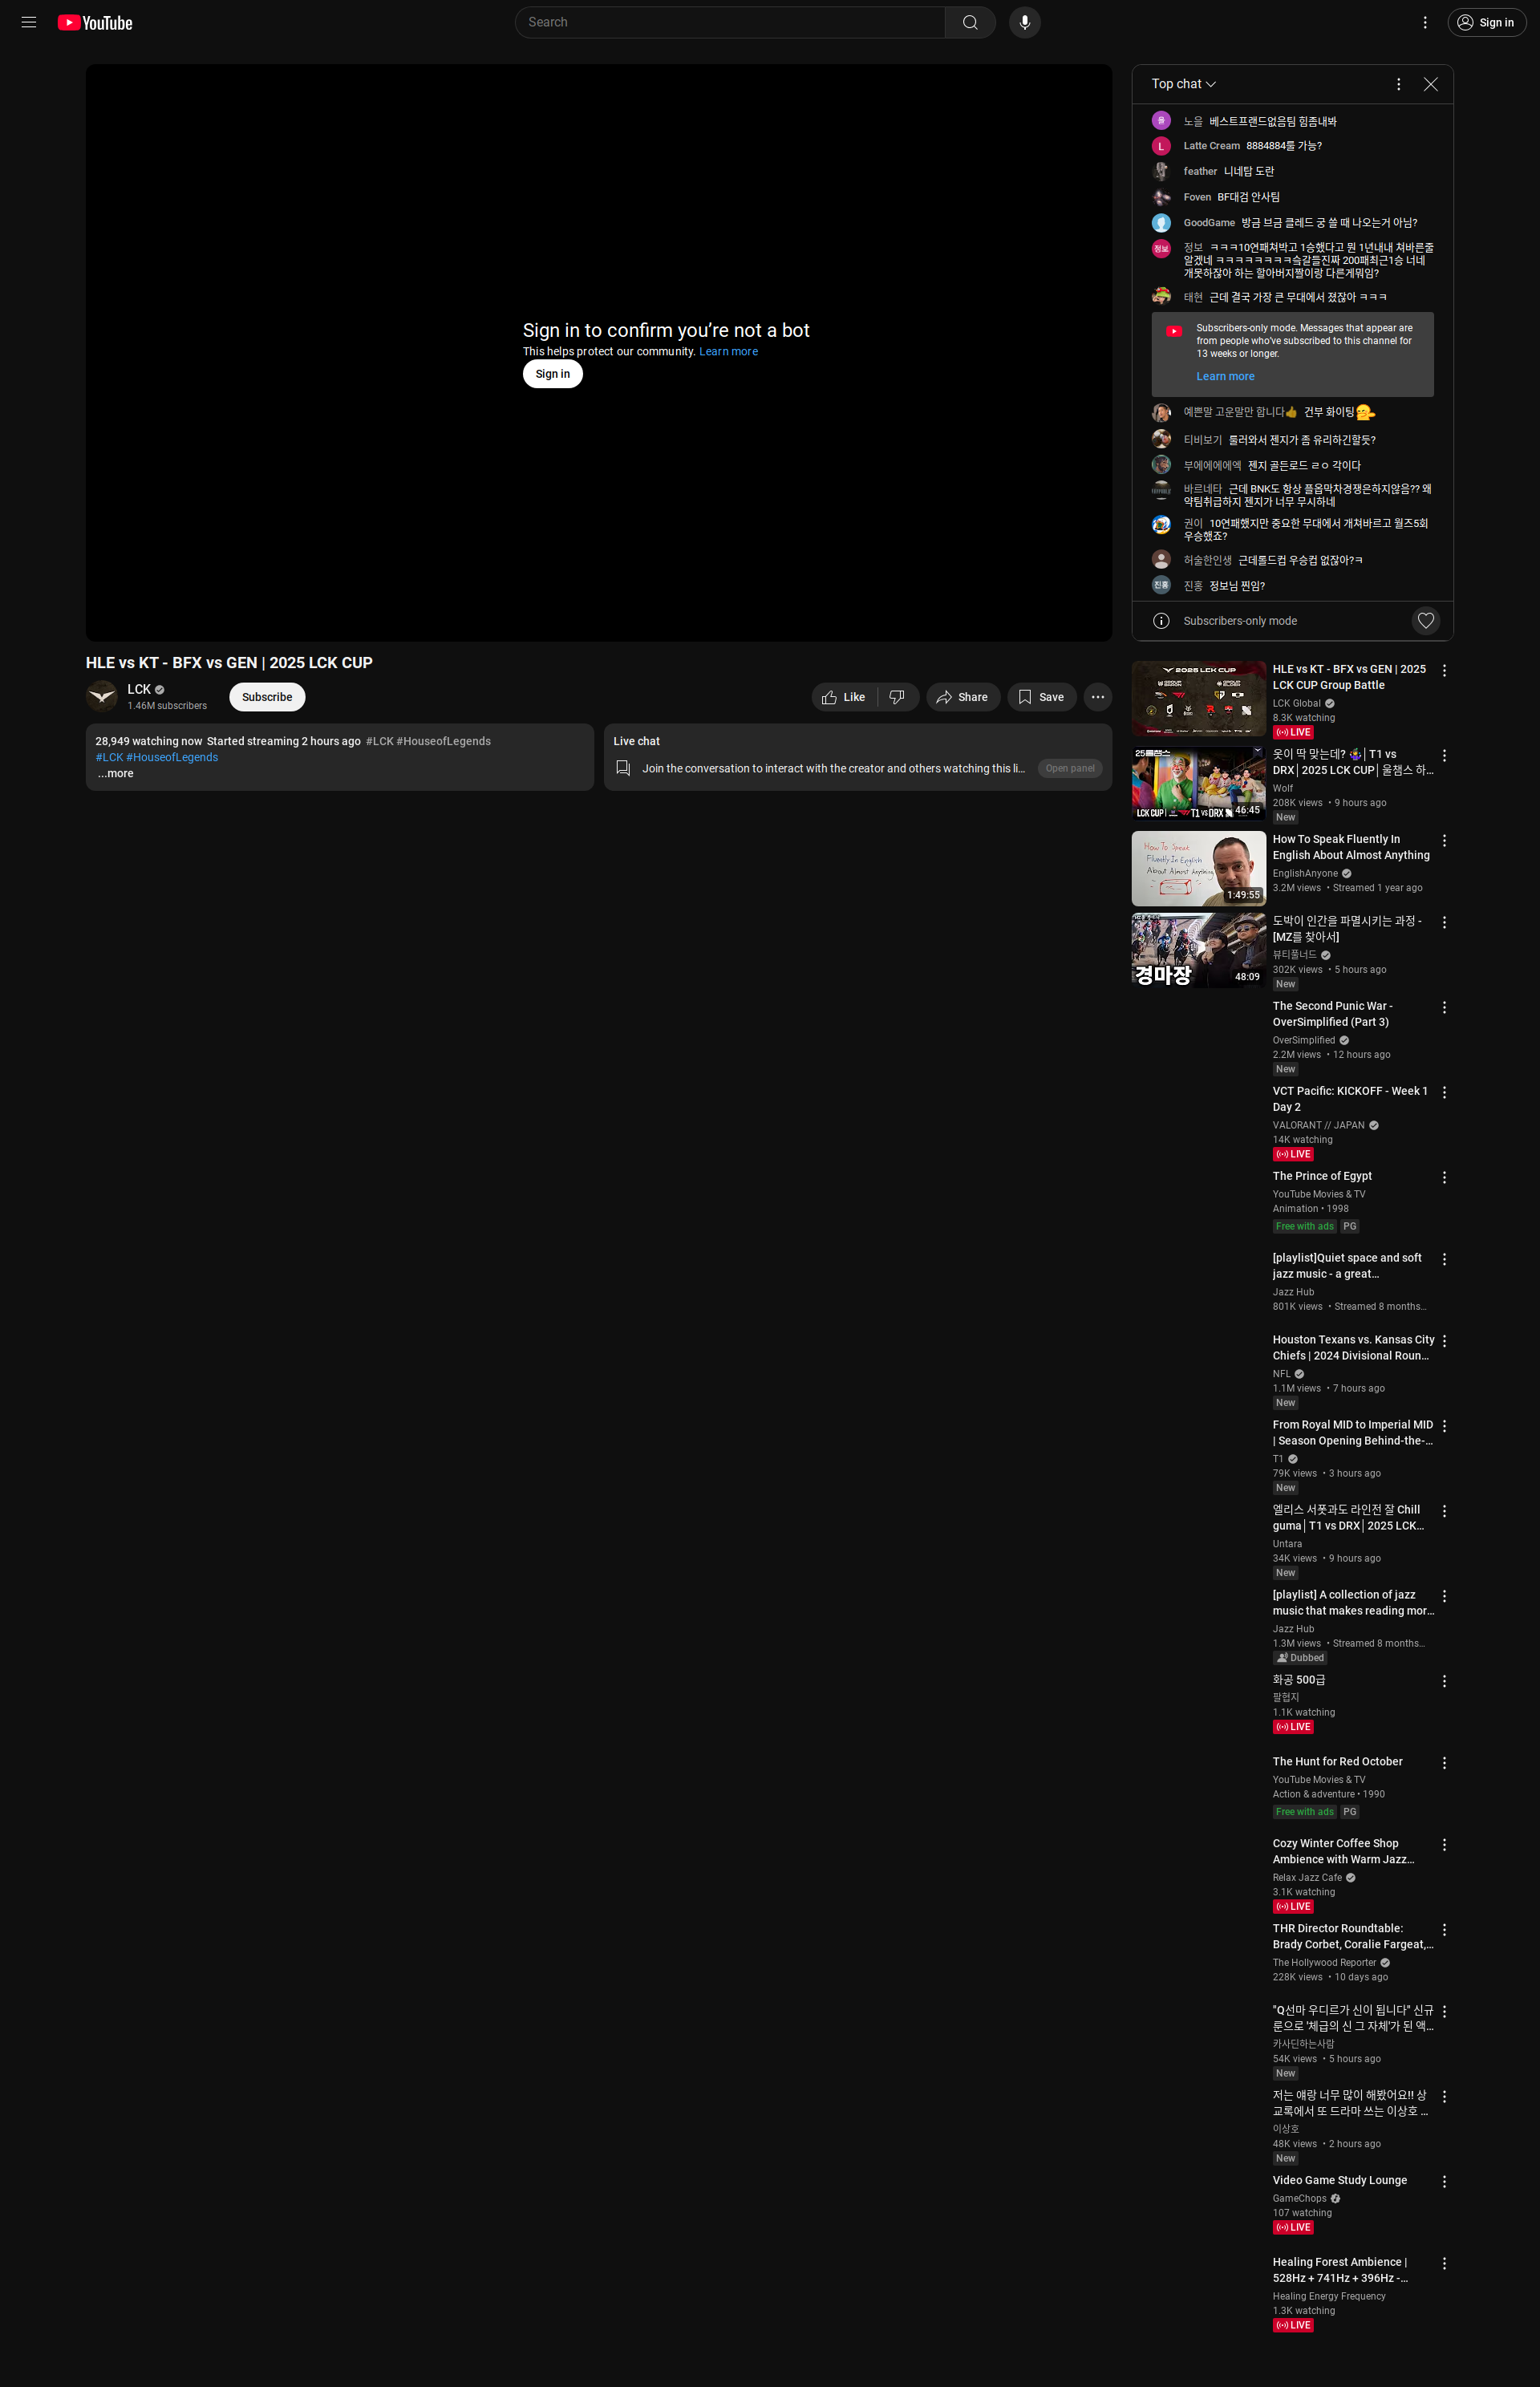 YouTube
Search
Sign in
Sign in to confirm you’re not a bot
This helps protect our community. Learn more
Sign in
HLE vs KT - BFX vs GEN | 2025 LCK CUP
LCK
1.46M subscribers
Subscribe
Like
Share
Save
28,949 watching now Started streaming 2 hours ago #LCK #HouseofLegends
#LCK #HouseofLegends
...more
Live chat
Join the conversation to interact with the creator and others watching this li...
Open panel
Top chat
노을 베스트프랜드없음팀 힘좀내봐
L Latte Cream 8884884룰 가능?
feather 니네탑 도란
Foven BF대검 안사팀
GoodGame 방금 브금 클레드 궁 쓸 때 나오는거 아님?
정보 정보 ㅋㅋㅋ10연패쳐박고 1승했다고 뭔 1년내내 쳐바른줄
알겠네 ㅋㅋㅋㅋㅋㅋㅋㅋ슼갈들진짜 200패최근1승 너네
개못하잖아 하는 할아버지짤이랑 다른게뭐임?
태현 근데 결국 가장 큰 무대에서 졌잖아 ㅋㅋㅋ
Subscribers-only mode. Messages that appear are
from people who’ve subscribed to this channel for
13 weeks or longer.
Learn more
예쁜말 고운말만 합니다👍 건부 화이팅
티비보기 룰러와서 젠지가 좀 유리하긴할듯?
부에에에에엑 젠지 골든로드 ㄹㅇ 각이다
바르네타 근데 BNK도 항상 플옵막차경쟁은하지않음?? 왜
약팀취급하지 젠지가 너무 무시하네
권이 10연패했지만 중요한 무대에서 개쳐바르고 월즈5회
우승했죠?
허술한인생 근데롤드컵 우승컵 없잖아?ㅋ
진홍 진홍 정보님 찐임?
Subscribers-only mode
2025 LCK CUP
HLE vs KT - BFX vs GEN | 2025
LCK CUP Group Battle
LCK Global
8.3K watching
LIVE
25롤챔스
LCK CUP
T1 vs DRX
46:45
옷이 딱 맞는데? │T1 vs
DRX│2025 LCK CUP│울챔스 하...
Wolf
208K views • 9 hours ago
New
How To Speak
Fluently In English
About Almost Anything
1:49:55
How To Speak Fluently In
English About Almost Anything
EnglishAnyone
3.2M views • Streamed 1 year ago
경마장
48:09
도박이 인간을 파멸시키는 과정 -
[MZ를 찾아서]
뷰티풀너드
302K views • 5 hours ago
New
The Second Punic War -
OverSimplified (Part 3)
OverSimplified
2.2M views • 12 hours ago
New
VCT Pacific: KICKOFF - Week 1
Day 2
VALORANT // JAPAN
14K watching
LIVE
The Prince of Egypt
YouTube Movies & TV
Animation • 1998
Free with ads PG
[playlist]Quiet space and soft
jazz music - a great...
Jazz Hub
801K views • Streamed 8 months...
Houston Texans vs. Kansas City
Chiefs | 2024 Divisional Roun...
NFL
1.1M views • 7 hours ago
New
From Royal MID to Imperial MID
| Season Opening Behind-the-...
T1
79K views • 3 hours ago
New
엘리스 서폿과도 라인전 잘 Chill
guma│T1 vs DRX│2025 LCK...
Untara
34K views • 9 hours ago
New
[playlist] A collection of jazz
music that makes reading mor...
Jazz Hub
1.3M views • Streamed 8 months...
Dubbed
화공 500급
팔협지
1.1K watching
LIVE
The Hunt for Red October
YouTube Movies & TV
Action & adventure • 1990
Free with ads PG
Cozy Winter Coffee Shop
Ambience with Warm Jazz...
Relax Jazz Cafe
3.1K watching
LIVE
THR Director Roundtable:
Brady Corbet, Coralie Fargeat,...
The Hollywood Reporter
228K views • 10 days ago
"Q선마 우디르가 신이 됩니다" 신규
룬으로 '체급의 신 그 자체'가 된 액...
카사딘하는사람
54K views • 5 hours ago
New
저는 얘랑 너무 많이 해봤어요!! 상
교록에서 또 드라마 쓰는 이상호 ...
이상호
48K views • 2 hours ago
New
Video Game Study Lounge
GameChops
107 watching
LIVE
Healing Forest Ambience |
528Hz + 741Hz + 396Hz -...
Healing Energy Frequency
1.3K watching
LIVE